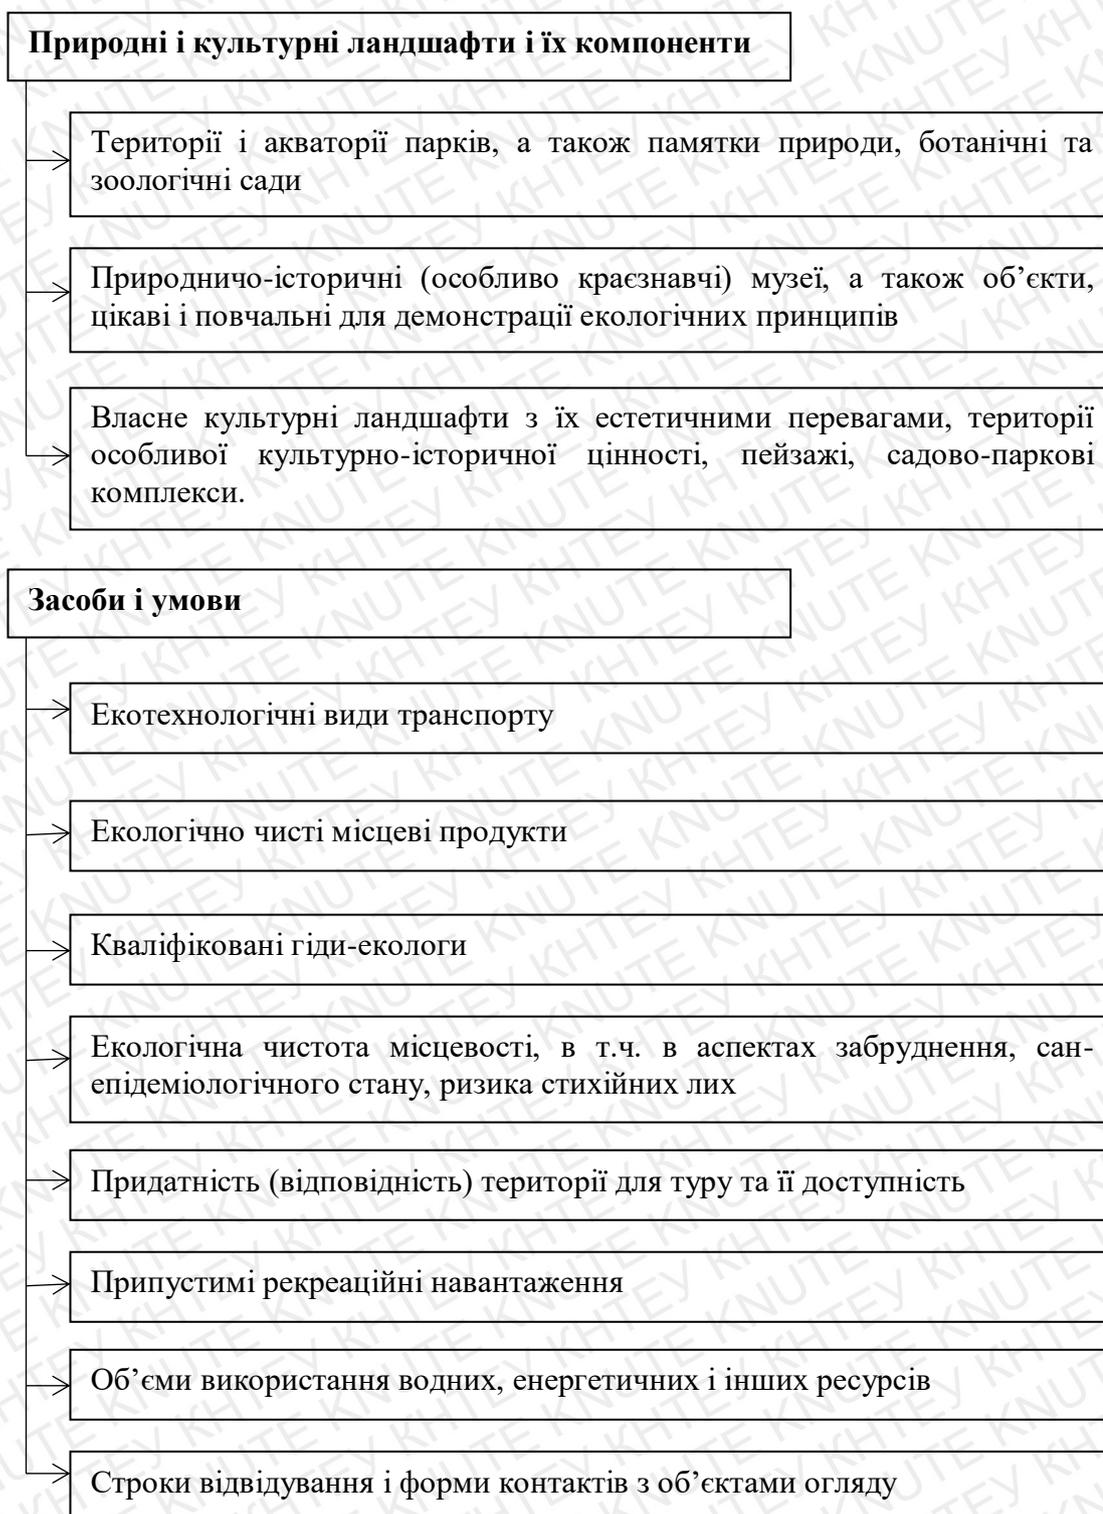 Природні і культурні ландшафти і їх компоненти
Території і акваторії парків, а також памятки природи, ботанічні та
зоологічні сади
Природничо-історичні (особливо краєзнавчі) музеї, а також об’єкти,
цікаві і повчальні для демонстрації екологічних принципів
Власне культурні ландшафти з їх естетичними перевагами, території
особливої культурно-історичної цінності, пейзажі, садово-паркові
комплекси.
Засоби і умови
Екотехнологічні види транспорту
Екологічно чисті місцеві продукти
Кваліфіковані гіди-екологи
Екологічна чистота місцевості, в т.ч. в аспектах забруднення, сан-
епідеміологічного стану, ризика стихійних лих
Придатність (відповідність) території для туру та її доступність
Припустимі рекреаційні навантаження
Об’єми використання водних, енергетичних і інших ресурсів
Строки відвідування і форми контактів з об’єктами огляду